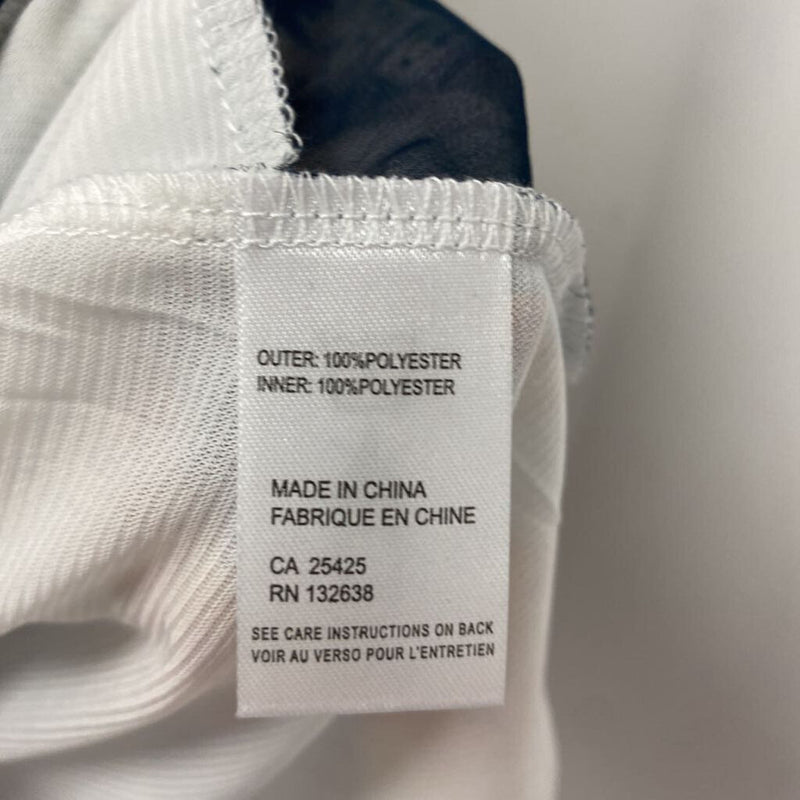 OUTER: 100%POLYESTER
INNER: 100%POLYESTER
MADE IN CHINA
FABRIQUE EN CHINE
CA 25425
RN 132638
SEE CARE INSTRUCTIONS ON BACK
VOIR AU VERSO POUR L'ENTRETIEN